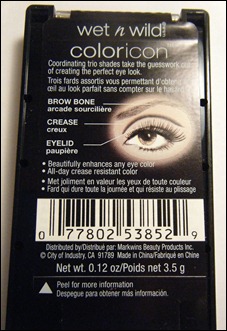 wet n wild
coloricon
Coordinating trio shades take the guesswork out
of creating the perfect eye look.
Trois fards assortis vous permettant d'obtenir
œil au look parfait sans compter sur le
BROW BONE
arcade sourcilière
CREASE
creux
EYELID
paupière
• Beautifully enhances any eye color
• All-day crease resistant color
• Met joliment en valeur les yeux de toute couleur
• Fard qui dure toute la journée et qui résiste au plissage
0 77802 53852 9
Distributed by/Distribué par: Markwins Beauty Products Inc.
© City of Industry, CA 91789 Made in China/Fabriqué en Chine
Net wt. 0.12 oz/Poids net 3.5 g
Peel for more information
Despegue para obtener más información.